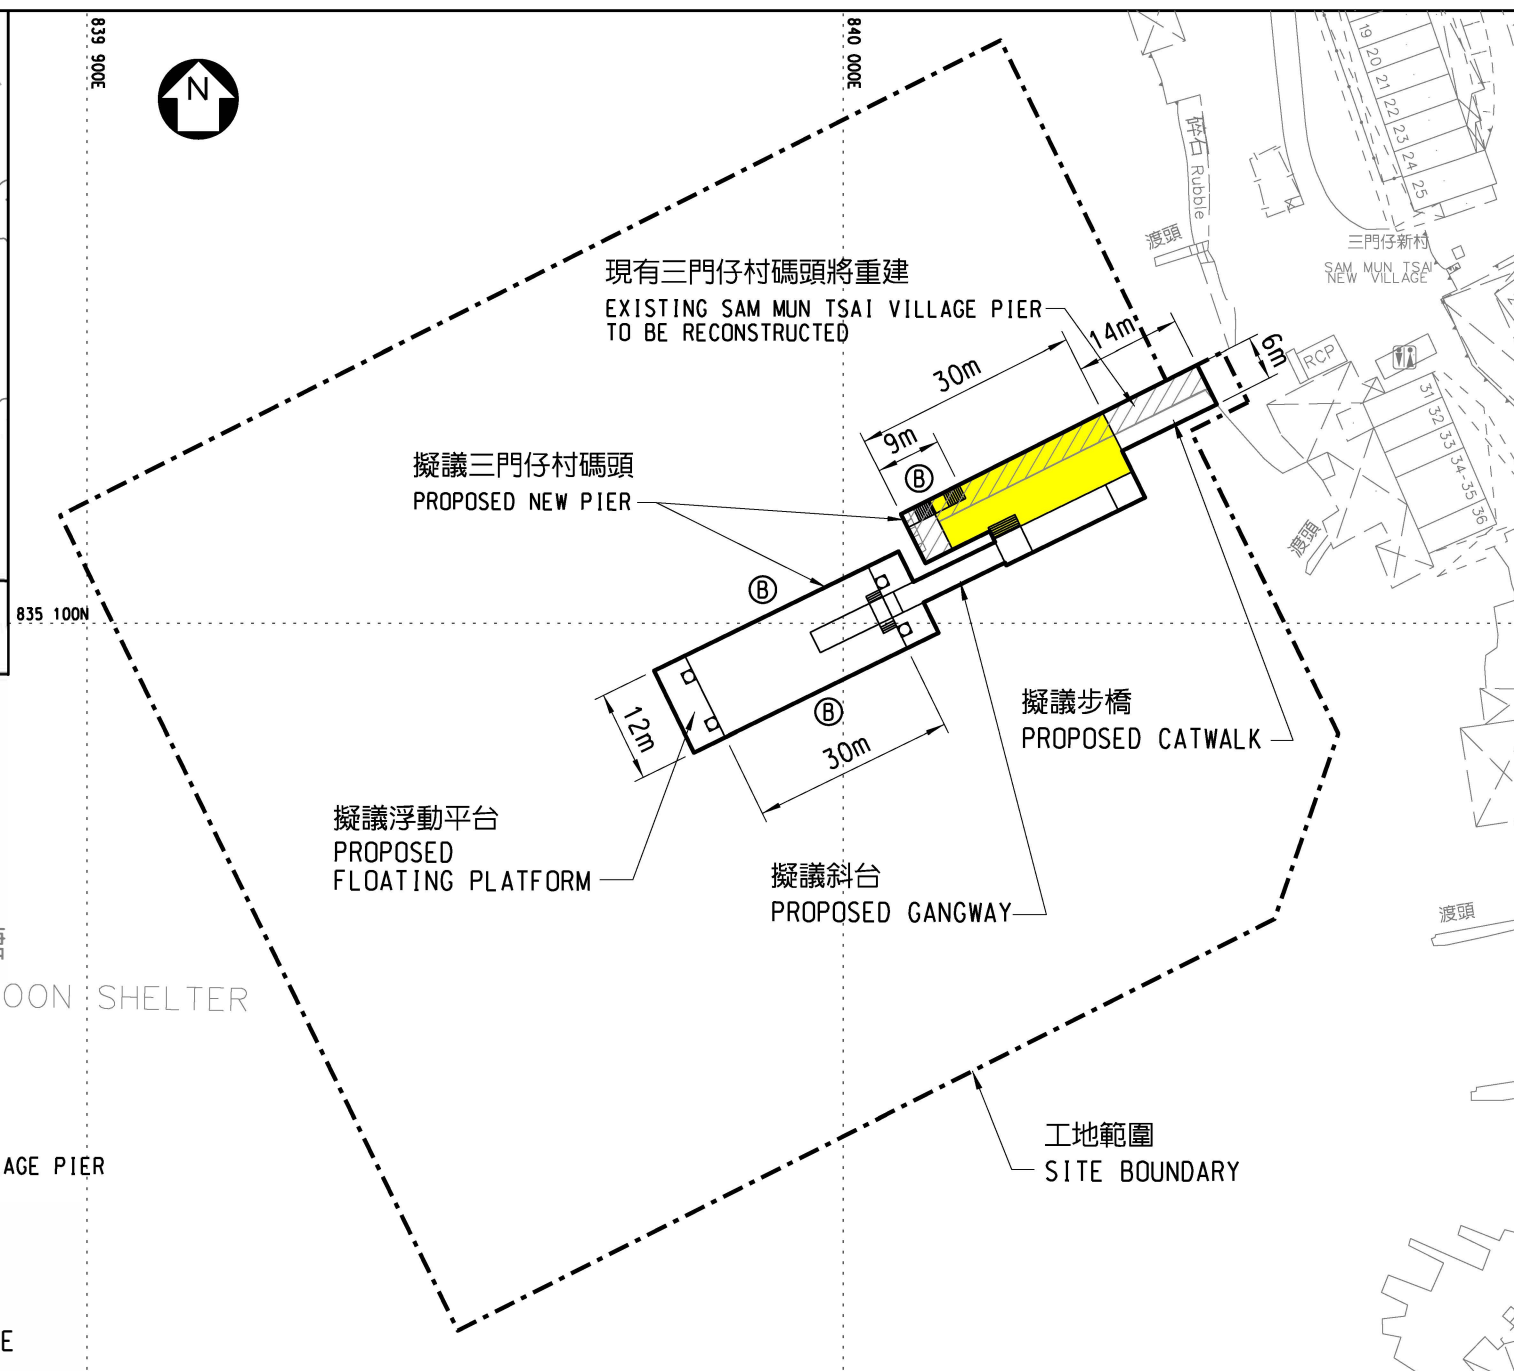 839 900E
840 000E
N
19
20
21
22
23
24
25
碎石 Rubble
渡頭
三門仔新村
SAM MUN TSAI
NEW VILLAGE
現有三門仔村碼頭將重建
EXISTING SAM MUN TSAI VILLAGE PIER
TO BE RECONSTRUCTED
14m
6m
RCP
30m
9m
B
31
32
33
34-35
36
擬議三門仔村碼頭
PROPOSED NEW PIER
渡頭
B
835 100N
12m
B
30m
擬議步橋
PROPOSED CATWALK
擬議浮動平台
PROPOSED
FLOATING PLATFORM
擬議斜台
PROPOSED GANGWAY
渡頭
OON SHELTER
工地範圍
SITE BOUNDARY
AGE PIER
E